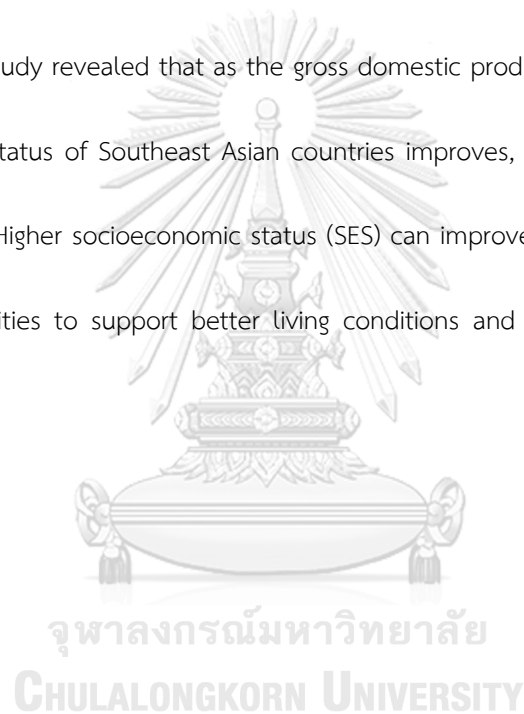 udy revealed that as the gross domestic prod
tatus of Southeast Asian countries improves,
Higher socioeconomic status (SES) can improve
ities to support better living conditions and
จุฬาลงกรณ์มหาวิทยาลัย
CHULALONGKORN UNIVERSITY